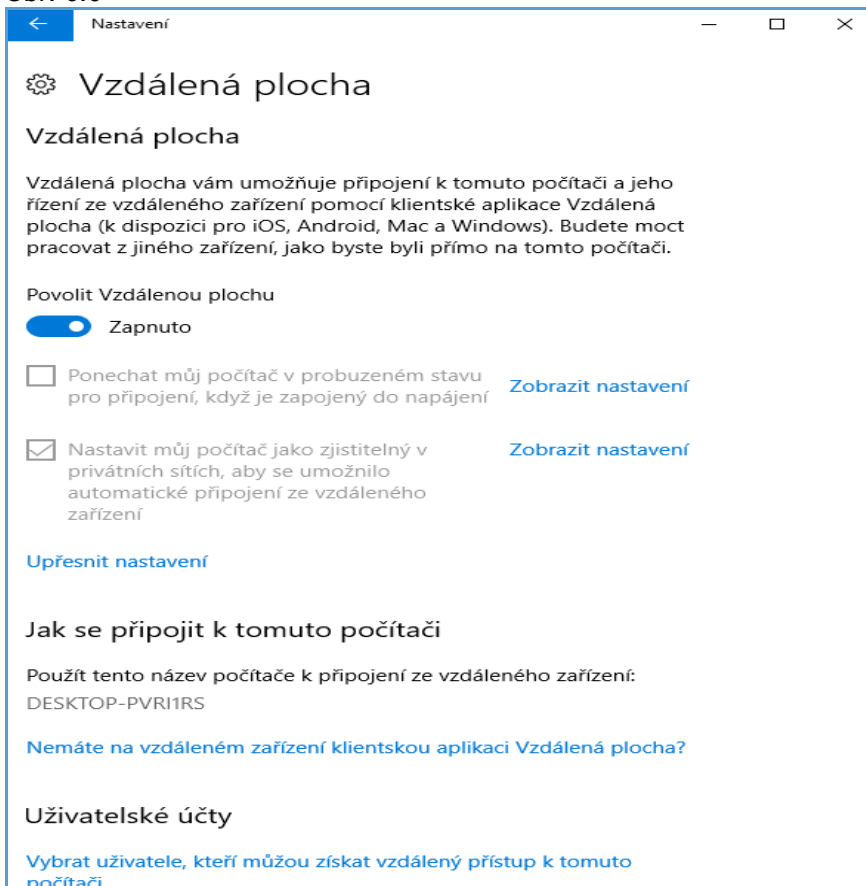 Nastavení
Vzdálená plocha
Vzdálená plocha
Vzdálená plocha vám umožňuje připojení k tomuto počítači a jeho
řízení ze vzdáleného zařízení pomocí klientské aplikace Vzdálená
plocha (k dispozici pro iOS, Android, Mac a Windows). Budete moct
pracovat z jiného zařízení, jako byste byli přímo na tomto počítači.
Povolit Vzdálenou plochu
Zapnuto
Ponechat můj počítač v probuzeném stavu
pro připojení, když je zapojený do napájení
Zobrazit nastavení
Nastavit můj počítač jako zjistitelný v
privátních sítích, aby se umožnilo
automatické připojení ze vzdáleného
zařízení
Zobrazit nastavení
Upřesnit nastavení
Jak se připojit k tomuto počítači
Použít tento název počítače k připojení ze vzdáleného zařízení:
DESKTOP-PVRI1RS
Nemáte na vzdáleném zařízení klientskou aplikaci Vzdálená plocha?
Uživatelské účty
Vybrat uživatele, kteří můžou získat vzdálený přístup k tomuto
počítači